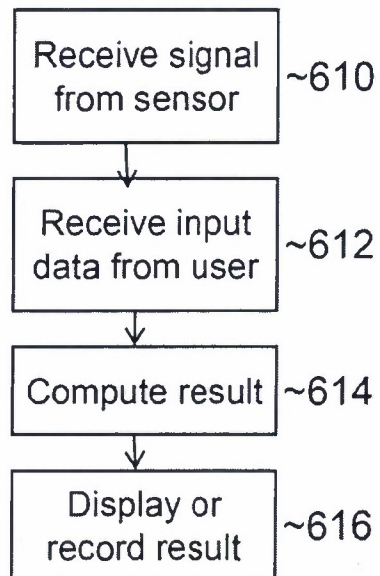 Receive signal
from sensor
~610
Receive input
data from user
~612
Compute result ~614
Display or
record result
~616